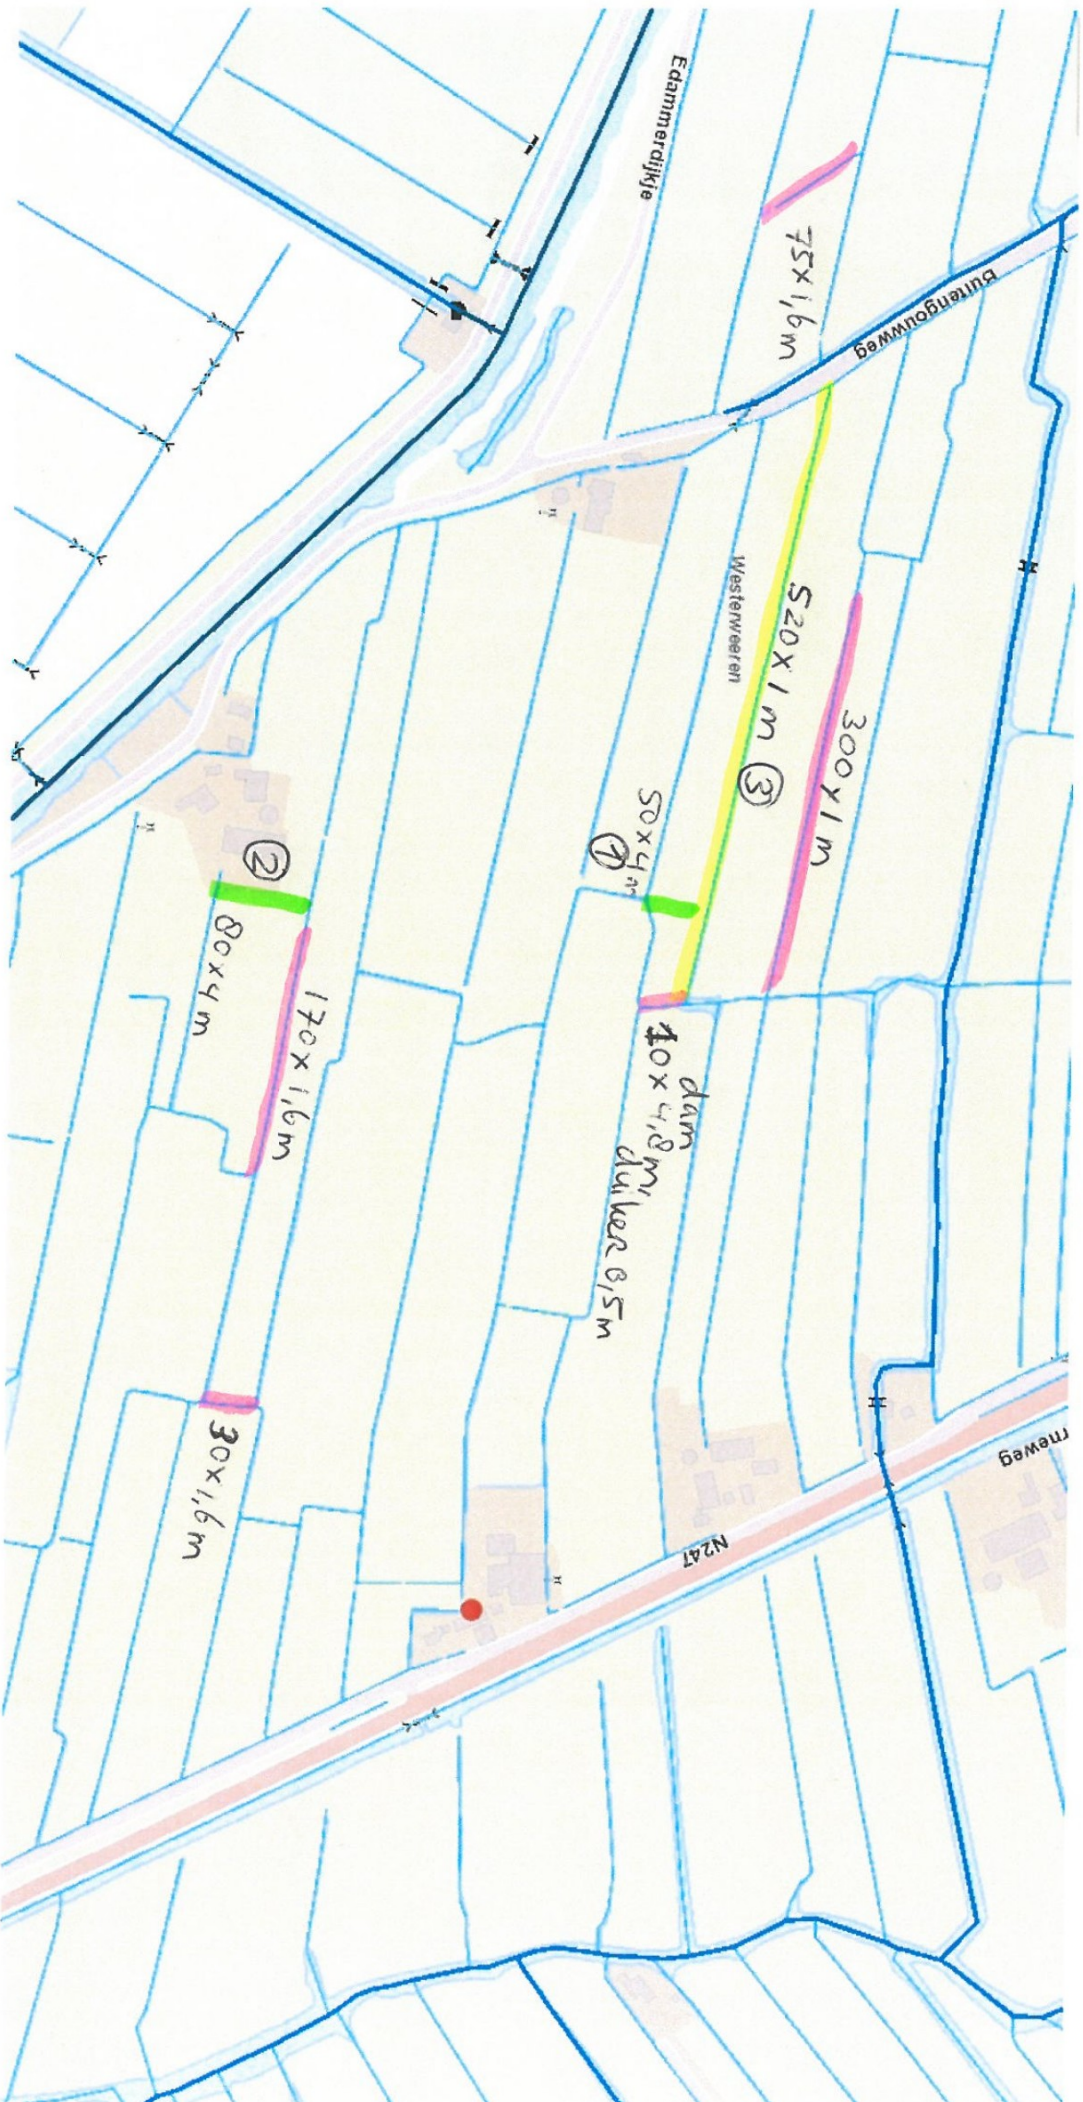 Edammerdijkje
75x1,6m
Buitengouwweg
Westerweeren
520x1m ③
300x1m
50x4m
①
②
80x4m
170x1,6m
dam
10x4,8m,
duiker 0,5m
30x1,6m
N247
rneweg